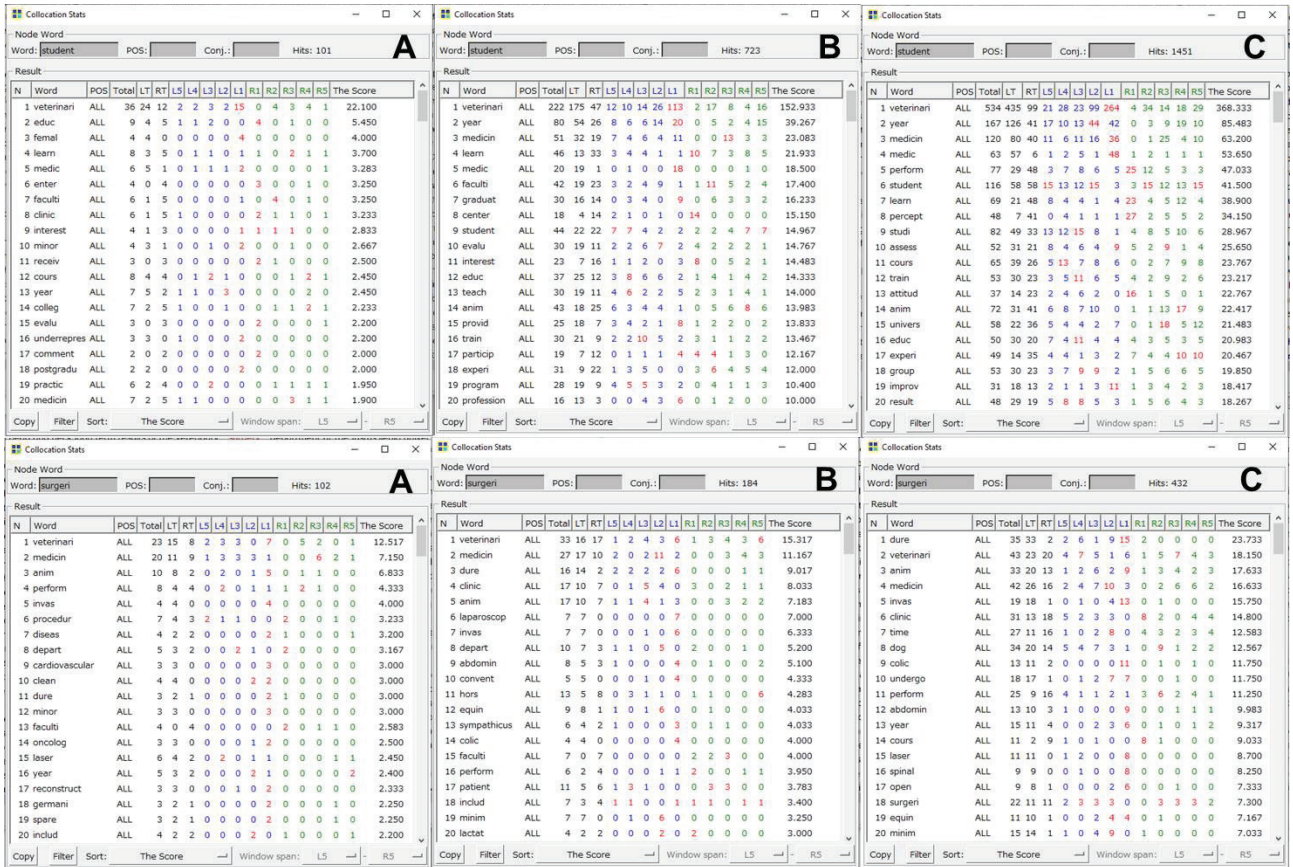 Collocation Stats
Node Word
Word: student POS: Conj.: Hits: 101 A
Result
N Word POS Total LT RT L5 L4 L3 L2 L1 R1 R2 R3 R4 R5 The Score
1 veterinari ALL 36 24 12 2 2 3 2 15 0 4 3 4 1 22.100
2 educ ALL 9 4 5 1 1 2 0 0 4 0 1 0 0 5.450
3 femal ALL 4 4 0 0 0 0 0 4 0 0 0 0 0 4.000
4 learn ALL 8 3 5 0 1 1 0 1 1 0 2 1 1 3.700
5 medic ALL 6 5 1 0 1 1 1 2 0 0 0 0 1 3.283
6 enter ALL 4 0 4 0 0 0 0 0 3 0 0 1 0 3.250
7 faculti ALL 6 1 5 0 0 0 1 0 0 4 0 1 0 3.250
8 clinic ALL 6 1 5 1 0 0 0 0 2 1 1 0 1 3.233
9 interest ALL 4 1 3 0 0 0 0 1 1 1 1 0 0 2.833
10 minor ALL 4 3 1 0 0 1 0 2 0 0 0 1 0 2.667
11 receiv ALL 3 0 3 0 0 0 0 0 2 1 0 0 0 2.500
12 cours ALL 8 4 4 0 1 2 1 0 0 0 0 2 2 2.450
13 year ALL 7 5 2 1 1 0 3 0 0 0 0 1 1 2.450
14 colleg ALL 7 2 5 1 0 0 0 1 0 1 1 2 1 2.233
15 evalu ALL 3 0 3 0 0 0 0 0 2 0 0 0 1 2.200
16 underrepres ALL 3 3 0 1 0 0 0 2 0 0 0 0 0 2.200
17 comment ALL 2 0 2 0 0 0 0 0 2 0 0 0 0 2.000
18 postgradu ALL 2 2 0 0 0 0 0 1 0 0 0 0 0 2.000
19 practic ALL 6 2 4 0 0 2 0 0 0 1 1 1 1 1.950
20 medicin ALL 7 2 5 1 1 0 0 0 0 0 3 1 1 1.900
Copy Filter Sort: The Score Window span: L5 - R5
Collocation Stats
Node Word
Word: student POS: Conj.: Hits: 723 B
Result
N Word POS Total LT RT L5 L4 L3 L2 L1 R1 R2 R3 R4 R5 The Score
1 veterinari ALL 222 175 47 12 10 14 26 113 2 17 8 4 16 152.933
2 year ALL 80 54 26 8 6 6 14 20 0 5 2 4 15 39.267
3 medicin ALL 51 32 19 7 4 6 4 11 0 0 13 3 3 23.083
4 learn ALL 46 13 33 3 4 4 1 1 10 7 3 8 5 21.933
5 medic ALL 20 19 1 0 1 0 0 18 0 0 0 1 0 18.500
6 faculti ALL 42 19 23 3 2 4 9 1 1 11 5 2 4 17.400
7 graduat ALL 30 16 14 0 3 4 0 9 0 6 3 3 2 16.233
8 center ALL 18 4 14 2 1 0 1 0 14 0 0 0 0 15.150
9 student ALL 44 22 22 7 7 4 2 2 2 2 4 7 7 14.967
10 evalu ALL 30 19 11 2 2 6 7 2 4 2 2 2 1 14.767
11 interest ALL 23 7 16 1 1 2 0 3 8 0 5 2 1 14.483
12 educ ALL 37 25 12 3 8 6 6 2 1 4 1 4 2 14.333
13 teach ALL 30 19 11 4 6 2 2 5 2 3 1 4 1 14.000
14 anim ALL 43 18 25 6 3 4 4 1 0 5 6 8 6 13.983
15 provid ALL 25 18 7 3 4 2 1 8 1 2 2 0 2 13.833
16 train ALL 30 21 9 2 2 10 5 2 3 1 1 2 2 13.467
17 particip ALL 19 7 12 0 1 1 1 4 4 4 1 3 0 12.167
18 experi ALL 31 9 22 1 3 5 0 0 3 6 4 5 4 12.000
19 program ALL 28 19 9 4 5 5 3 2 0 4 1 1 3 10.400
20 profession ALL 16 13 3 0 0 4 3 6 0 1 2 0 0 10.000
Copy Filter Sort: The Score Window span: L5 - R5
Collocation Stats
Node Word
Word: student POS: Conj.: Hits: 1451 C
Result
N Word POS Total LT RT L5 L4 L3 L2 L1 R1 R2 R3 R4 R5 The Score
1 veterinari ALL 534 435 99 21 28 23 99 264 4 34 14 18 29 368.333
2 year ALL 167 126 41 17 10 13 44 42 0 3 9 19 10 85.483
3 medicin ALL 120 80 40 11 6 11 16 36 0 1 25 4 10 63.200
4 medic ALL 63 57 6 1 2 5 1 48 1 2 1 1 1 53.650
5 perform ALL 77 29 48 3 7 8 6 5 25 12 5 3 3 47.033
6 student ALL 116 58 58 15 13 12 15 3 3 15 12 13 15 41.500
7 learn ALL 69 21 48 8 4 4 1 4 23 4 5 12 4 38.900
8 percept ALL 48 7 41 0 4 1 1 1 27 2 5 5 2 34.150
9 studi ALL 82 49 33 13 12 15 8 1 4 8 5 10 6 28.967
10 assess ALL 52 31 21 8 4 6 4 9 5 2 9 1 4 25.650
11 cours ALL 65 39 26 5 13 7 8 6 0 2 7 9 8 23.767
12 train ALL 53 30 23 3 5 11 6 5 4 2 9 2 6 23.217
13 attitud ALL 37 14 23 2 4 6 2 0 16 1 5 0 1 22.767
14 anim ALL 72 31 41 6 8 7 10 0 1 1 13 17 9 22.417
15 univers ALL 58 22 36 5 4 4 2 7 0 1 18 5 12 21.483
16 educ ALL 50 30 20 7 4 11 4 4 4 3 5 3 5 20.983
17 experi ALL 49 14 35 4 4 1 3 2 7 4 4 10 10 20.467
18 group ALL 53 30 23 3 7 9 9 2 1 6 4 6 6 19.850
19 improv ALL 31 18 13 2 1 1 3 11 1 3 4 2 3 18.417
20 result ALL 48 29 19 5 8 8 5 3 1 5 6 4 3 18.267
Copy Filter Sort: The Score Window span: L5 - R5
Collocation Stats
Node Word
Word: surgeri POS: Conj.: Hits: 102 A
Result
N Word POS Total LT RT L5 L4 L3 L2 L1 R1 R2 R3 R4 R5 The Score
1 veterinari ALL 23 15 8 2 3 3 0 7 0 5 2 0 1 12.517
2 medicin ALL 20 11 9 1 3 3 3 1 0 0 6 2 1 7.150
3 anim ALL 10 8 2 0 2 0 1 5 0 1 1 0 0 6.833
4 perform ALL 8 4 4 0 2 0 1 1 1 2 0 0 1 4.333
5 invas ALL 4 4 0 0 0 0 0 4 0 0 0 0 0 4.000
6 procedur ALL 7 4 3 2 1 1 0 0 2 0 0 1 0 3.233
7 diseas ALL 4 2 2 0 0 0 0 2 1 0 0 0 1 3.200
8 depart ALL 5 3 2 0 0 2 1 0 2 0 0 0 0 3.167
9 cardiovascular ALL 3 3 0 0 0 0 0 3 0 0 0 0 0 3.000
10 clean ALL 4 4 0 0 0 0 2 2 0 0 0 0 0 3.000
11 dure ALL 3 2 1 0 0 0 0 2 1 0 0 0 0 3.000
12 minor ALL 3 3 0 0 0 0 0 3 0 0 0 0 0 3.000
13 faculti ALL 4 0 4 0 0 0 0 0 2 0 1 1 0 2.583
14 oncolog ALL 3 3 0 0 0 0 1 2 0 0 0 0 0 2.500
15 laser ALL 6 4 2 0 2 0 1 1 0 0 0 1 1 2.450
16 year ALL 5 3 2 0 0 0 2 1 0 0 0 0 2 2.400
17 reconstruct ALL 3 3 0 0 0 1 0 2 0 0 0 0 0 2.333
18 germani ALL 3 2 1 0 0 0 0 2 0 0 0 1 0 2.250
19 spare ALL 3 2 1 0 0 0 0 2 0 0 0 1 0 2.250
20 includ ALL 4 2 2 0 0 0 2 0 1 0 0 0 1 2.200
Copy Filter Sort: The Score Window span: L5 - R5
Collocation Stats
Node Word
Word: surgeri POS: Conj.: Hits: 184 B
Result
N Word POS Total LT RT L5 L4 L3 L2 L1 R1 R2 R3 R4 R5 The Score
1 veterinari ALL 33 16 17 1 2 4 3 6 1 3 4 3 6 15.317
2 medicin ALL 27 17 10 2 0 2 11 2 0 0 3 4 3 11.167
3 dure ALL 16 14 2 2 2 2 2 6 0 0 0 1 1 9.017
4 clinic ALL 17 10 7 0 1 5 4 0 3 1 1 0 2 8.033
5 anim ALL 17 10 7 1 1 4 1 3 0 0 3 2 2 7.183
6 laparoscop ALL 7 7 0 0 0 0 0 7 0 0 0 0 0 7.000
7 invas ALL 7 7 0 0 0 1 0 6 0 0 0 0 0 6.333
8 depart ALL 10 7 3 1 1 0 5 0 2 0 0 1 0 5.200
9 abdomin ALL 8 5 3 1 0 0 0 4 0 0 1 0 2 5.100
10 convent ALL 5 5 0 0 1 0 0 4 0 0 0 0 0 4.333
11 hors ALL 13 5 8 0 3 1 1 0 1 1 0 0 6 4.283
12 equin ALL 9 8 1 0 0 1 6 0 0 1 0 0 0 4.033
13 sympathicus ALL 6 4 2 1 0 0 0 3 0 1 1 0 0 4.033
14 colic ALL 4 4 0 0 0 0 0 4 0 0 0 0 0 4.000
15 faculti ALL 7 0 7 0 0 0 0 0 2 2 3 0 0 4.000
16 perform ALL 6 2 4 0 0 0 1 1 2 0 0 1 1 3.950
17 patient ALL 11 5 6 1 3 1 0 0 0 3 3 0 0 3.783
18 includ ALL 7 3 4 1 1 0 0 1 1 1 0 1 1 3.400
19 minim ALL 7 7 0 0 0 1 6 0 0 0 0 0 0 3.250
20 lactat ALL 4 2 2 0 0 0 2 0 2 0 0 0 0 3.000
Copy Filter Sort: The Score Window span: L5 - R5
Collocation Stats
Node Word
Word: surgeri POS: Conj.: Hits: 432 C
Result
N Word POS Total LT RT L5 L4 L3 L2 L1 R1 R2 R3 R4 R5 The Score
1 dure ALL 35 33 2 2 6 1 9 15 2 0 0 0 0 23.733
2 veterinari ALL 43 23 20 4 7 5 1 6 1 5 7 4 3 18.150
3 anim ALL 33 20 13 1 2 6 2 9 1 3 4 2 3 17.633
4 medicin ALL 42 26 16 2 4 7 10 3 0 2 6 6 2 16.633
5 invas ALL 19 18 1 0 1 0 4 13 0 1 0 0 0 15.750
6 clinic ALL 31 13 18 5 2 3 3 0 8 2 0 4 4 14.800
7 time ALL 27 11 16 1 0 2 8 0 4 3 2 3 4 12.583
8 dog ALL 34 20 14 5 4 7 3 1 0 9 1 2 2 12.567
9 colic ALL 13 11 2 0 0 0 0 11 0 0 1 1 0 11.750
10 undergo ALL 18 17 1 0 1 2 7 7 0 0 1 0 0 11.750
11 perform ALL 25 9 16 4 1 1 2 1 3 6 2 4 1 11.250
12 abdomin ALL 13 10 3 1 0 0 0 9 0 0 1 1 1 9.983
13 year ALL 15 11 4 0 0 2 3 6 1 0 0 1 2 9.317
14 cours ALL 11 2 9 1 0 1 0 0 8 1 0 0 0 9.033
15 laser ALL 11 11 0 1 2 0 0 8 0 0 0 0 0 8.700
16 spinal ALL 9 9 0 0 1 0 0 8 0 0 0 0 0 8.250
17 open ALL 9 8 1 0 0 0 2 6 0 0 1 0 0 7.333
18 surgeri ALL 22 11 11 2 3 3 3 0 0 3 3 3 2 7.300
19 equin ALL 11 10 1 0 0 2 4 4 0 1 0 0 0 7.167
20 minim ALL 15 14 1 1 0 4 9 0 1 0 0 0 0 7.033
Copy Filter Sort: The Score Window span: L5 - R5